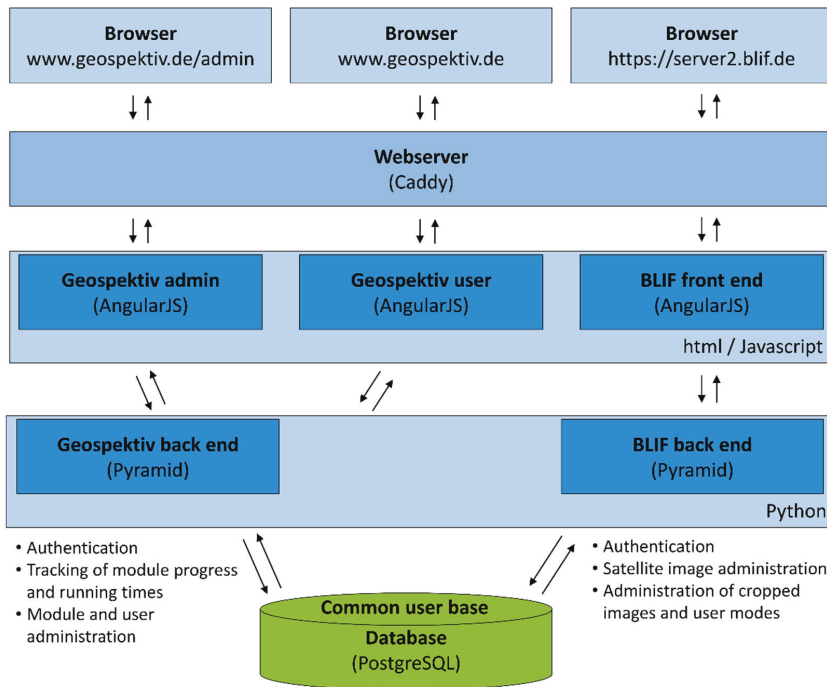 Browser
www.geospektiv.de/admin
Browser
www.geospektiv.de
Browser
https://server2.blif.de
Webserver
(Caddy)
Geospektiv admin
(AngularJS)
Geospektiv user
(AngularJS)
BLIF front end
(AngularJS)
html / Javascript
Geospektiv back end
(Pyramid)
BLIF back end
(Pyramid)
Python
• Authentication
• Tracking of module progress
and running times
• Module and user
administration
• Authentication
• Satellite image administration
• Administration of cropped
images and user modes
Common user base
Database
(PostgreSQL)